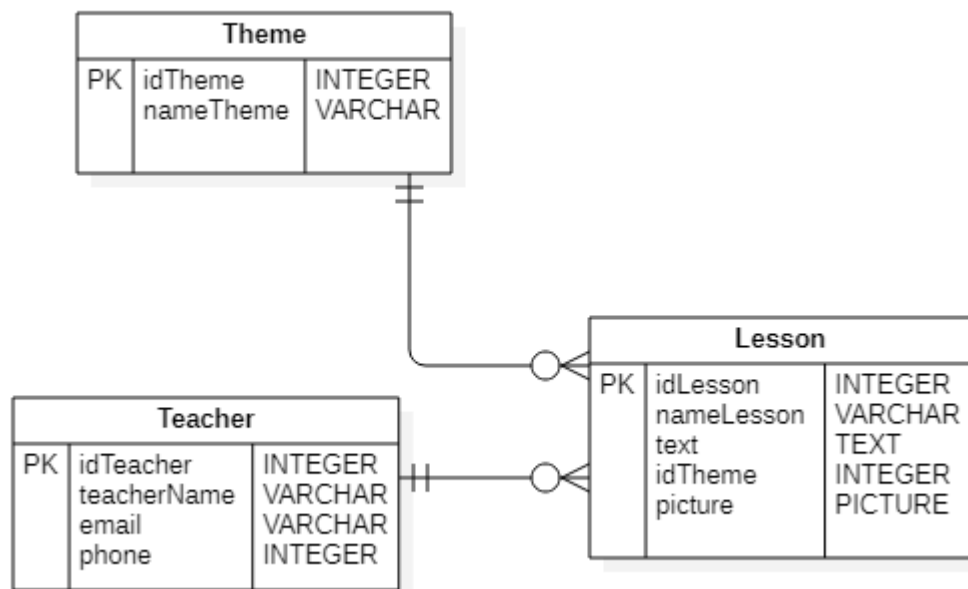 Theme
PK idTheme INTEGER
nameTheme VARCHAR
Lesson
PK idLesson INTEGER
nameLesson VARCHAR
text TEXT
idTheme INTEGER
picture PICTURE
Teacher
PK idTeacher INTEGER
teacherName VARCHAR
email VARCHAR
phone INTEGER